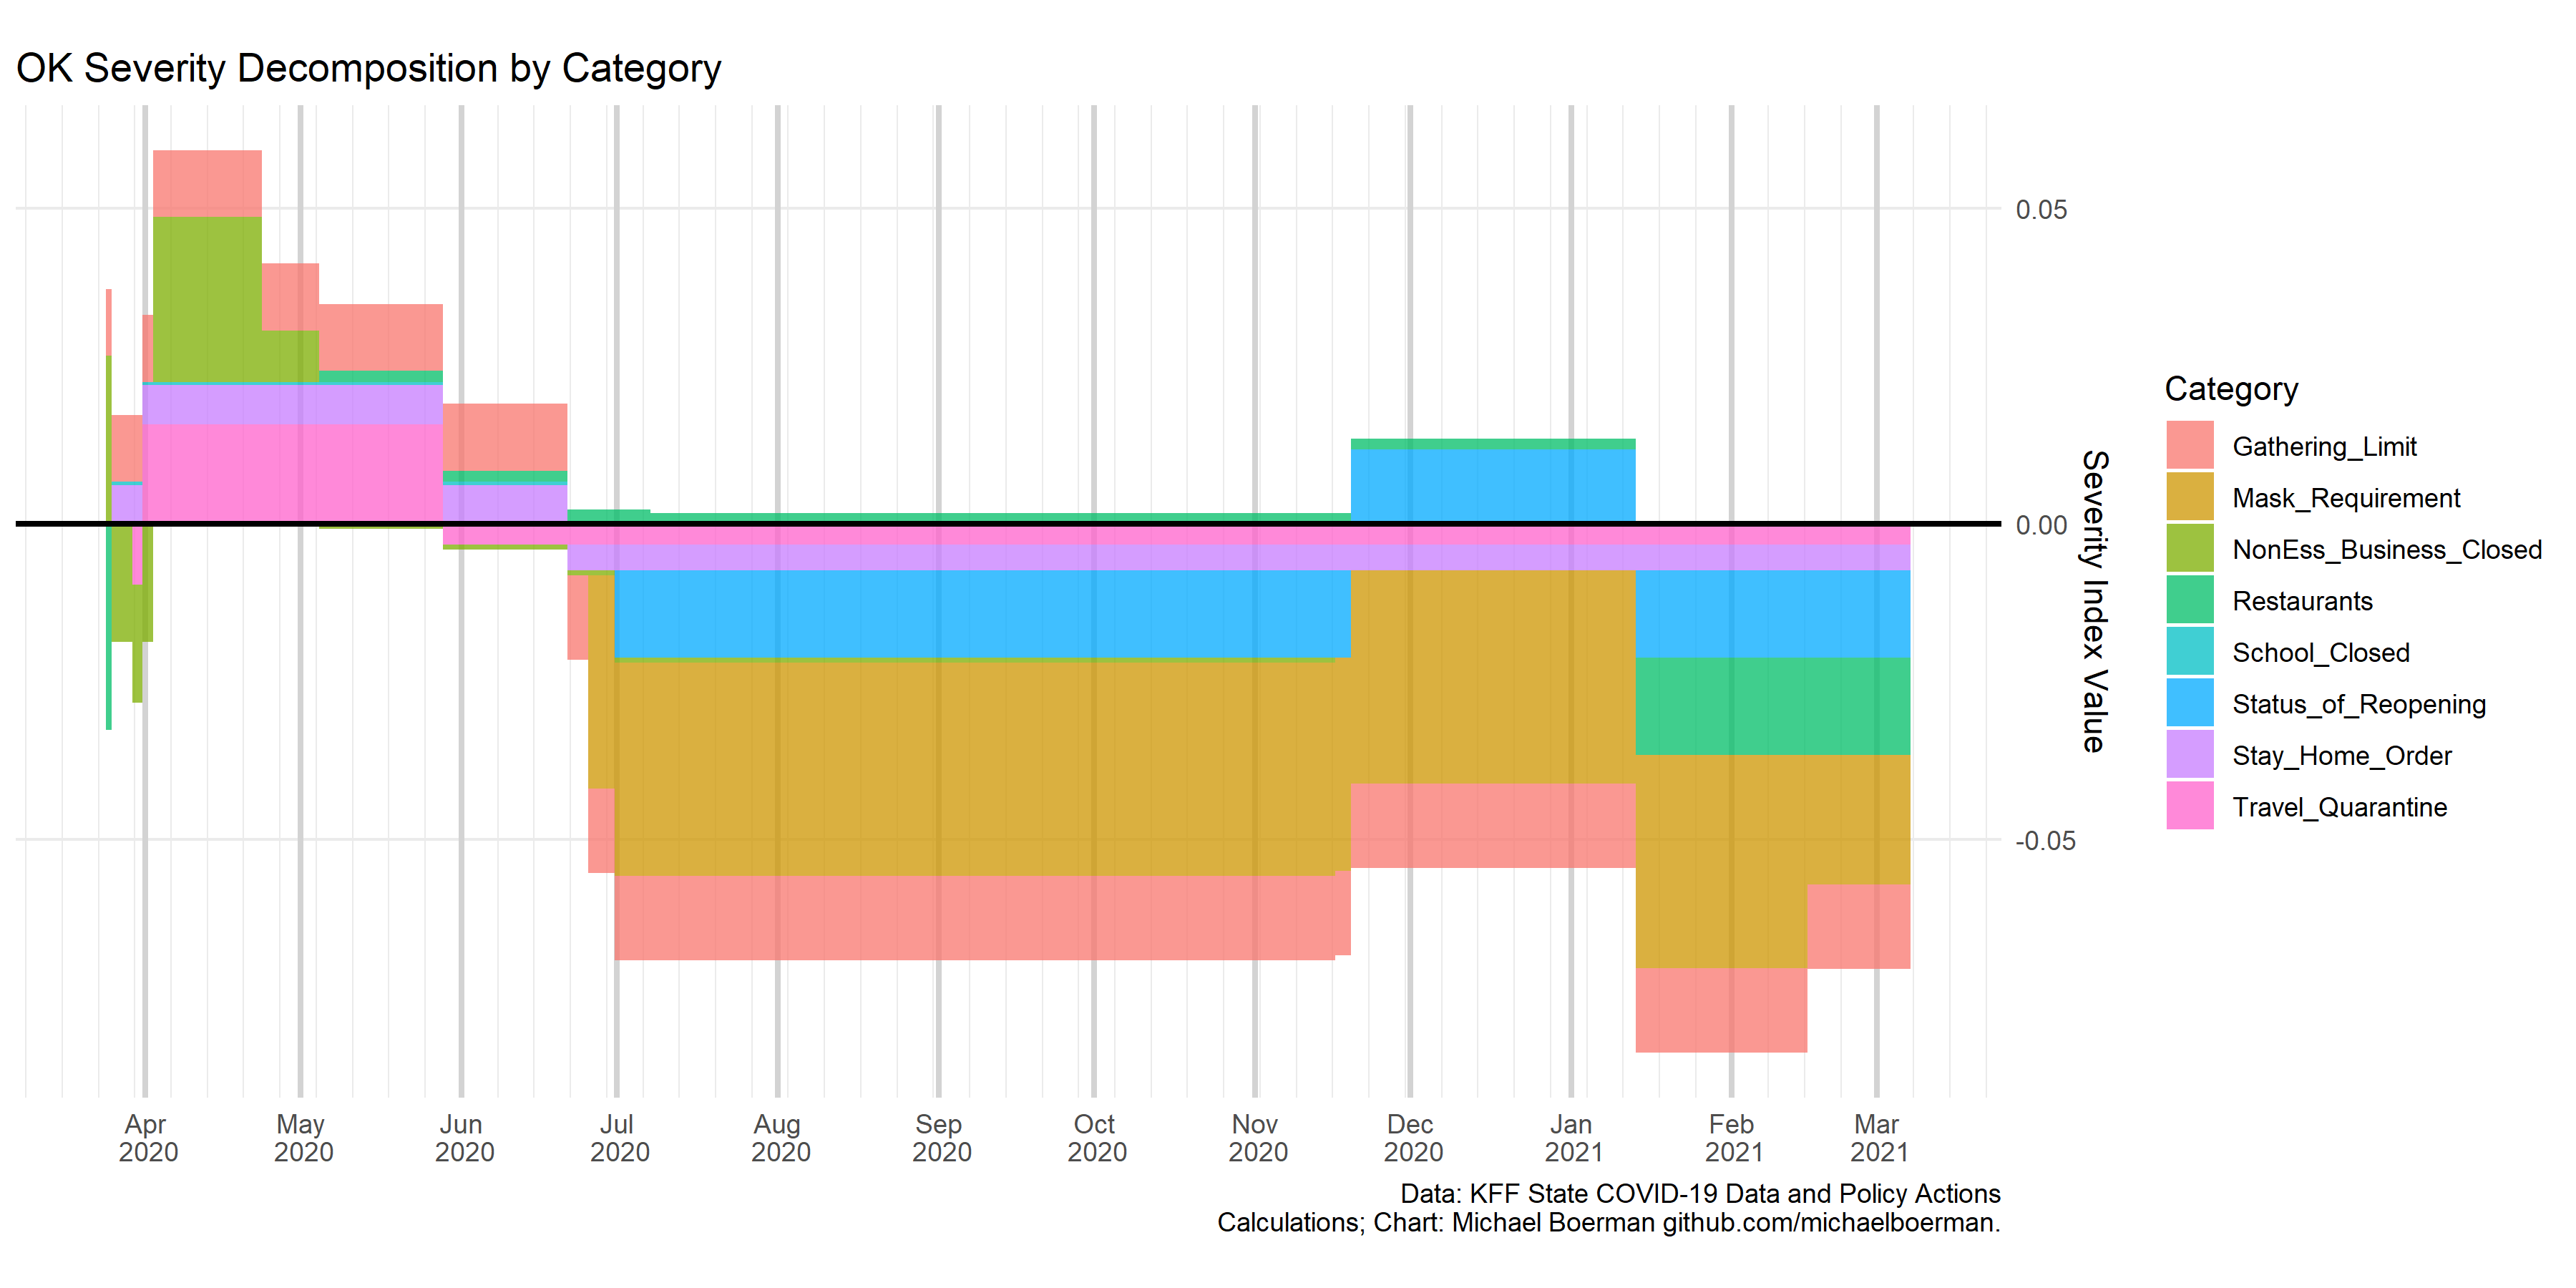 OK Severity Decomposition by Category
0.05
0.00
-0.05
Severity Index Value
Category
Gathering_Limit
Mask_Requirement
NonEss_Business_Closed
Restaurants
School_Closed
Status_of_Reopening
Stay_Home_Order
Travel_Quarantine
Apr May Jun Jul Aug Sep Oct Nov Dec Jan Feb Mar
2020 2020 2020 2020 2020 2020 2020 2020 2020 2021 2021 2021
Data: KFF State COVID-19 Data and Policy Actions
Calculations; Chart: Michael Boerman github.com/michaelboerman.